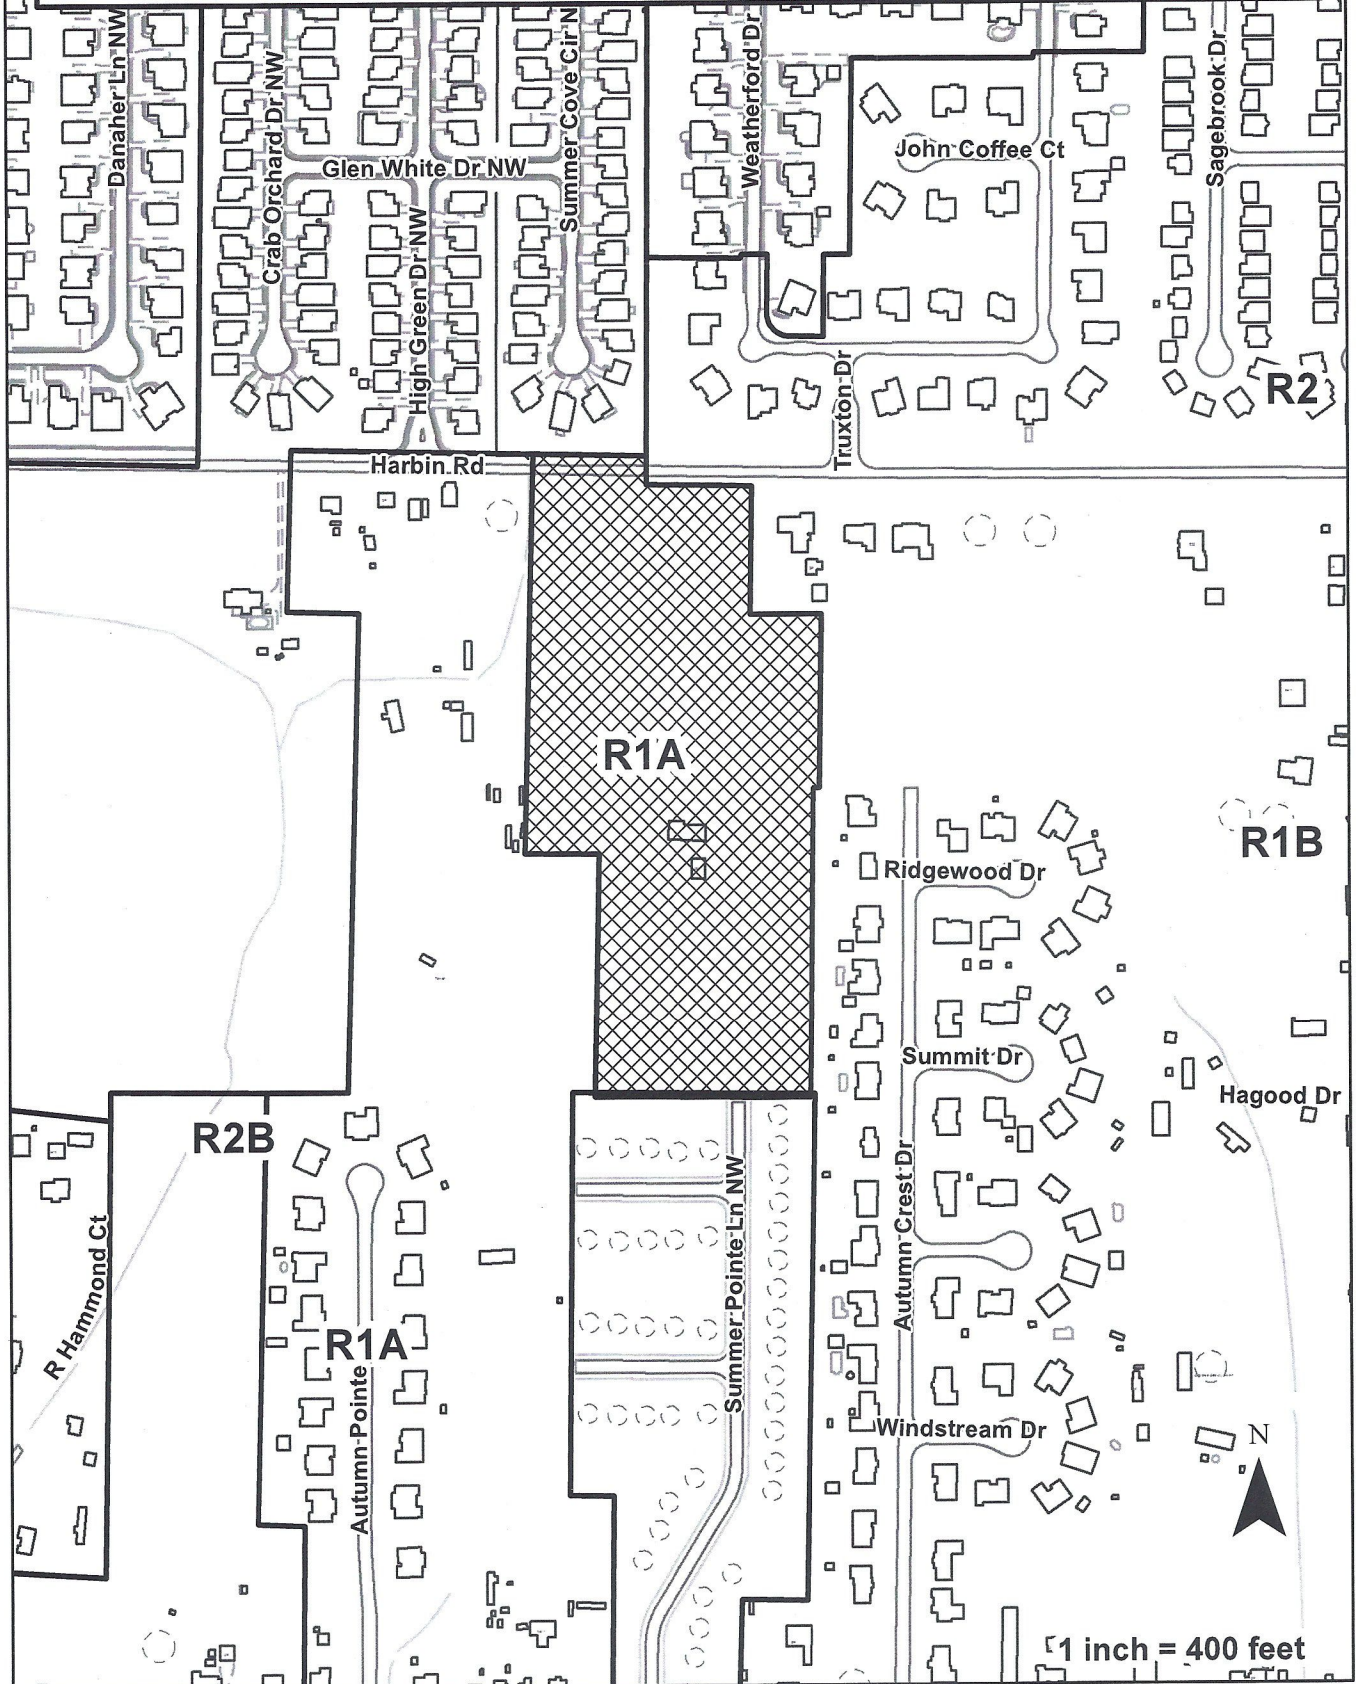 Danaher Ln NW
Crab Orchard Dr NW
Summer Cove Cir N
Weatherford Dr
Sagebrook Dr
John Coffee Ct
Glen White Dr NW
High Green Dr NW
Truxton Dr
R2
Harbin Rd
R1A
R1B
Ridgewood Dr
Summit Dr
Hagood Dr
R2B
R Hammond Ct
Summer Pointe Ln NW
Autumn Crest Dr
R1A
Autumn Pointe
Windstream Dr
N
1 inch = 400 feet